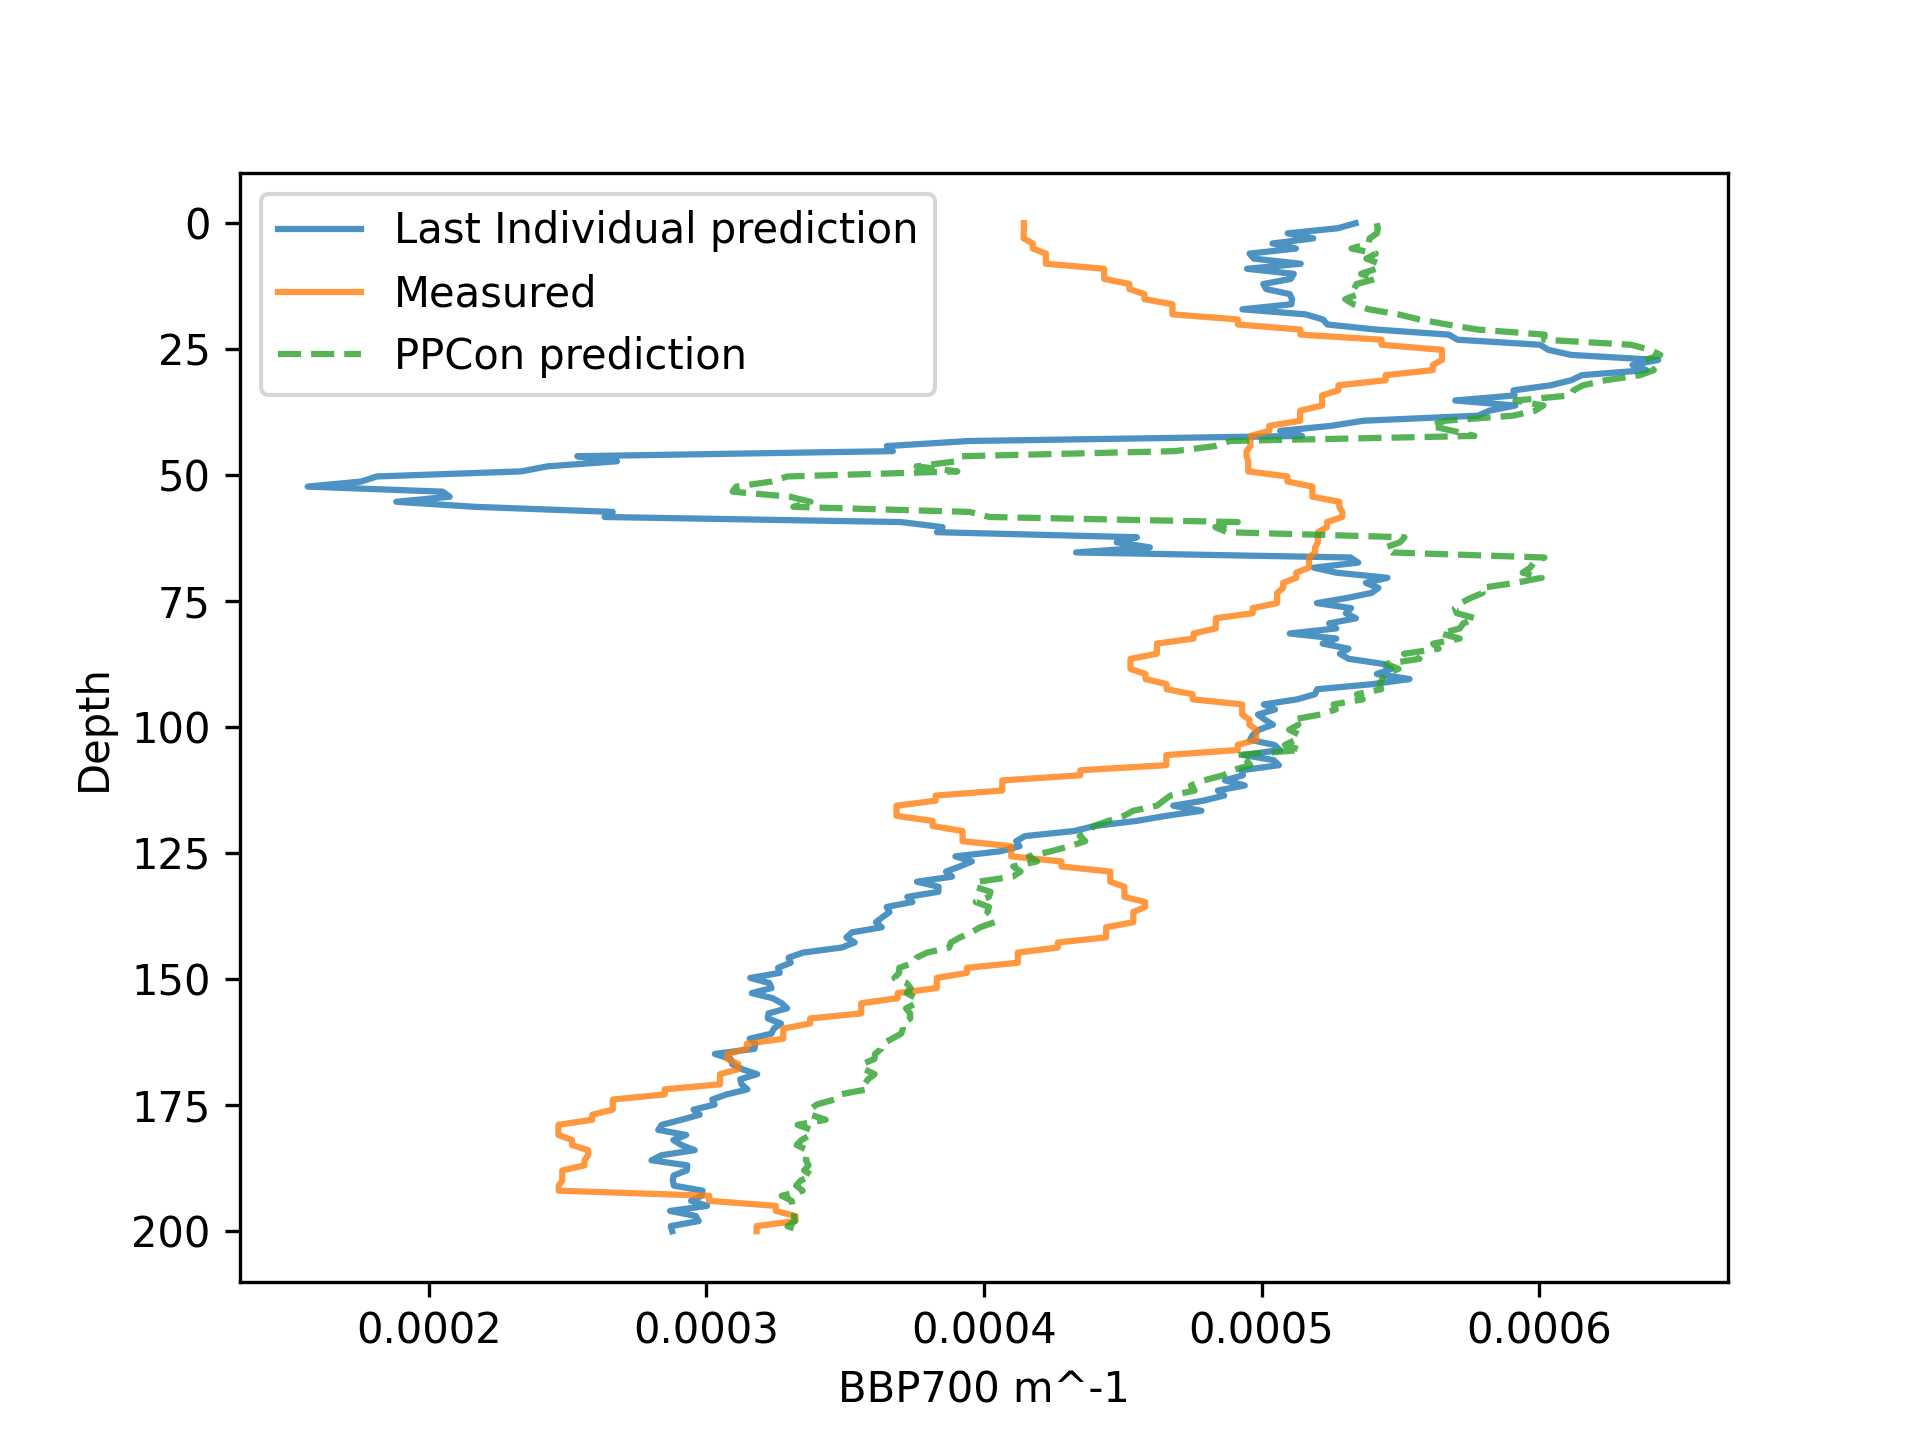 Last Individual prediction
Measured
PPCon prediction
0
25
50
75
100
125
150
175
200
Depth
0.0002 0.0003 0.0004 0.0005 0.0006
BBP700 m^-1